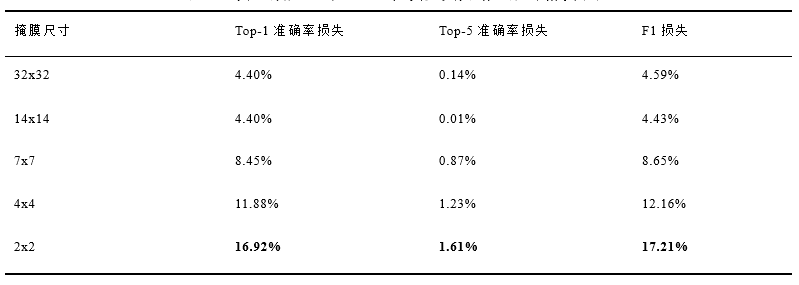 掩膜尺寸 Top-1 准确率损失 Top-5 准确率损失 F1 损失
32x32 4.40% 0.14% 4.59%
14x14 4.40% 0.01% 4.43%
7x7 8.45% 0.87% 8.65%
4x4 11.88% 1.23% 12.16%
2x2 16.92% 1.61% 17.21%